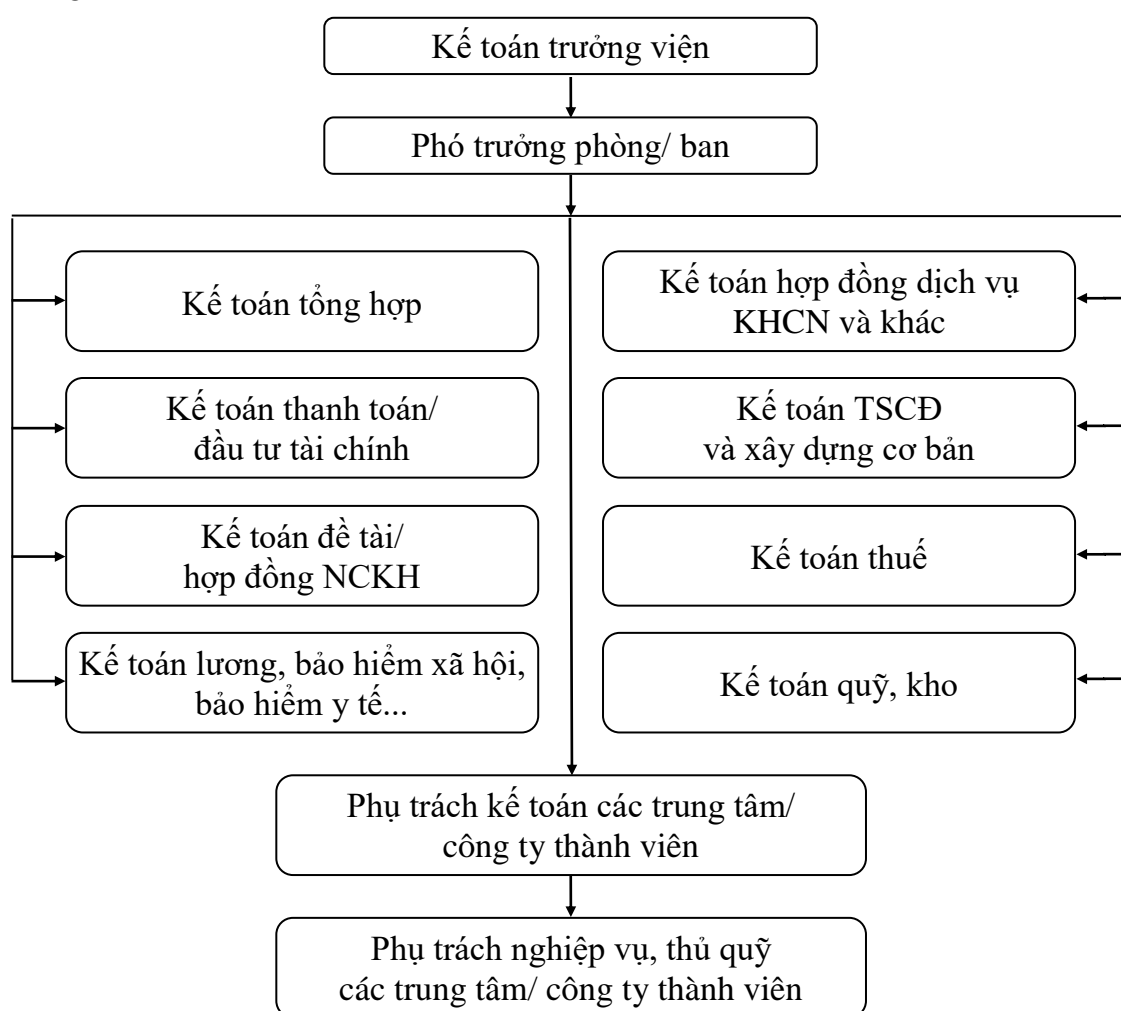 Kế toán trưởng viện
Phó trưởng phòng/ ban
Kế toán tổng hợp
Kế toán hợp đồng dịch vụ
KHCN và khác
Kế toán thanh toán/
đầu tư tài chính
Kế toán TSCĐ
và xây dựng cơ bản
Kế toán đề tài/
hợp đồng NCKH
Kế toán thuế
Kế toán lương, bảo hiểm xã hội,
bảo hiểm y tế...
Kế toán quỹ, kho
Phụ trách kế toán các trung tâm/
công ty thành viên
Phụ trách nghiệp vụ, thủ quỹ
các trung tâm/ công ty thành viên